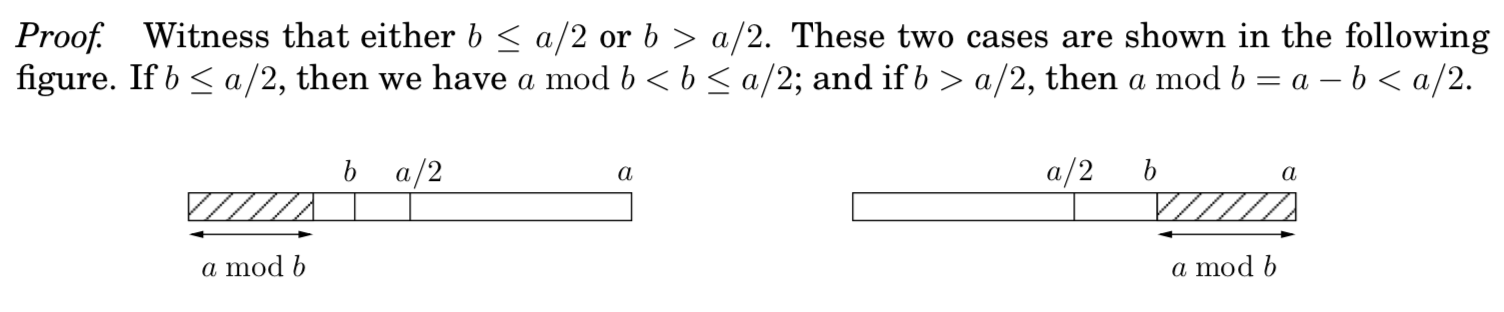 Proof. Witness that either b ≤ a/2 or b > a/2. These two cases are shown in the following
figure. If b ≤ a/2, then we have a mod b < b ≤ a/2; and if b > a/2, then a mod b = a − b < a/2.
b a/2 a a/2 b a
a mod b a mod b